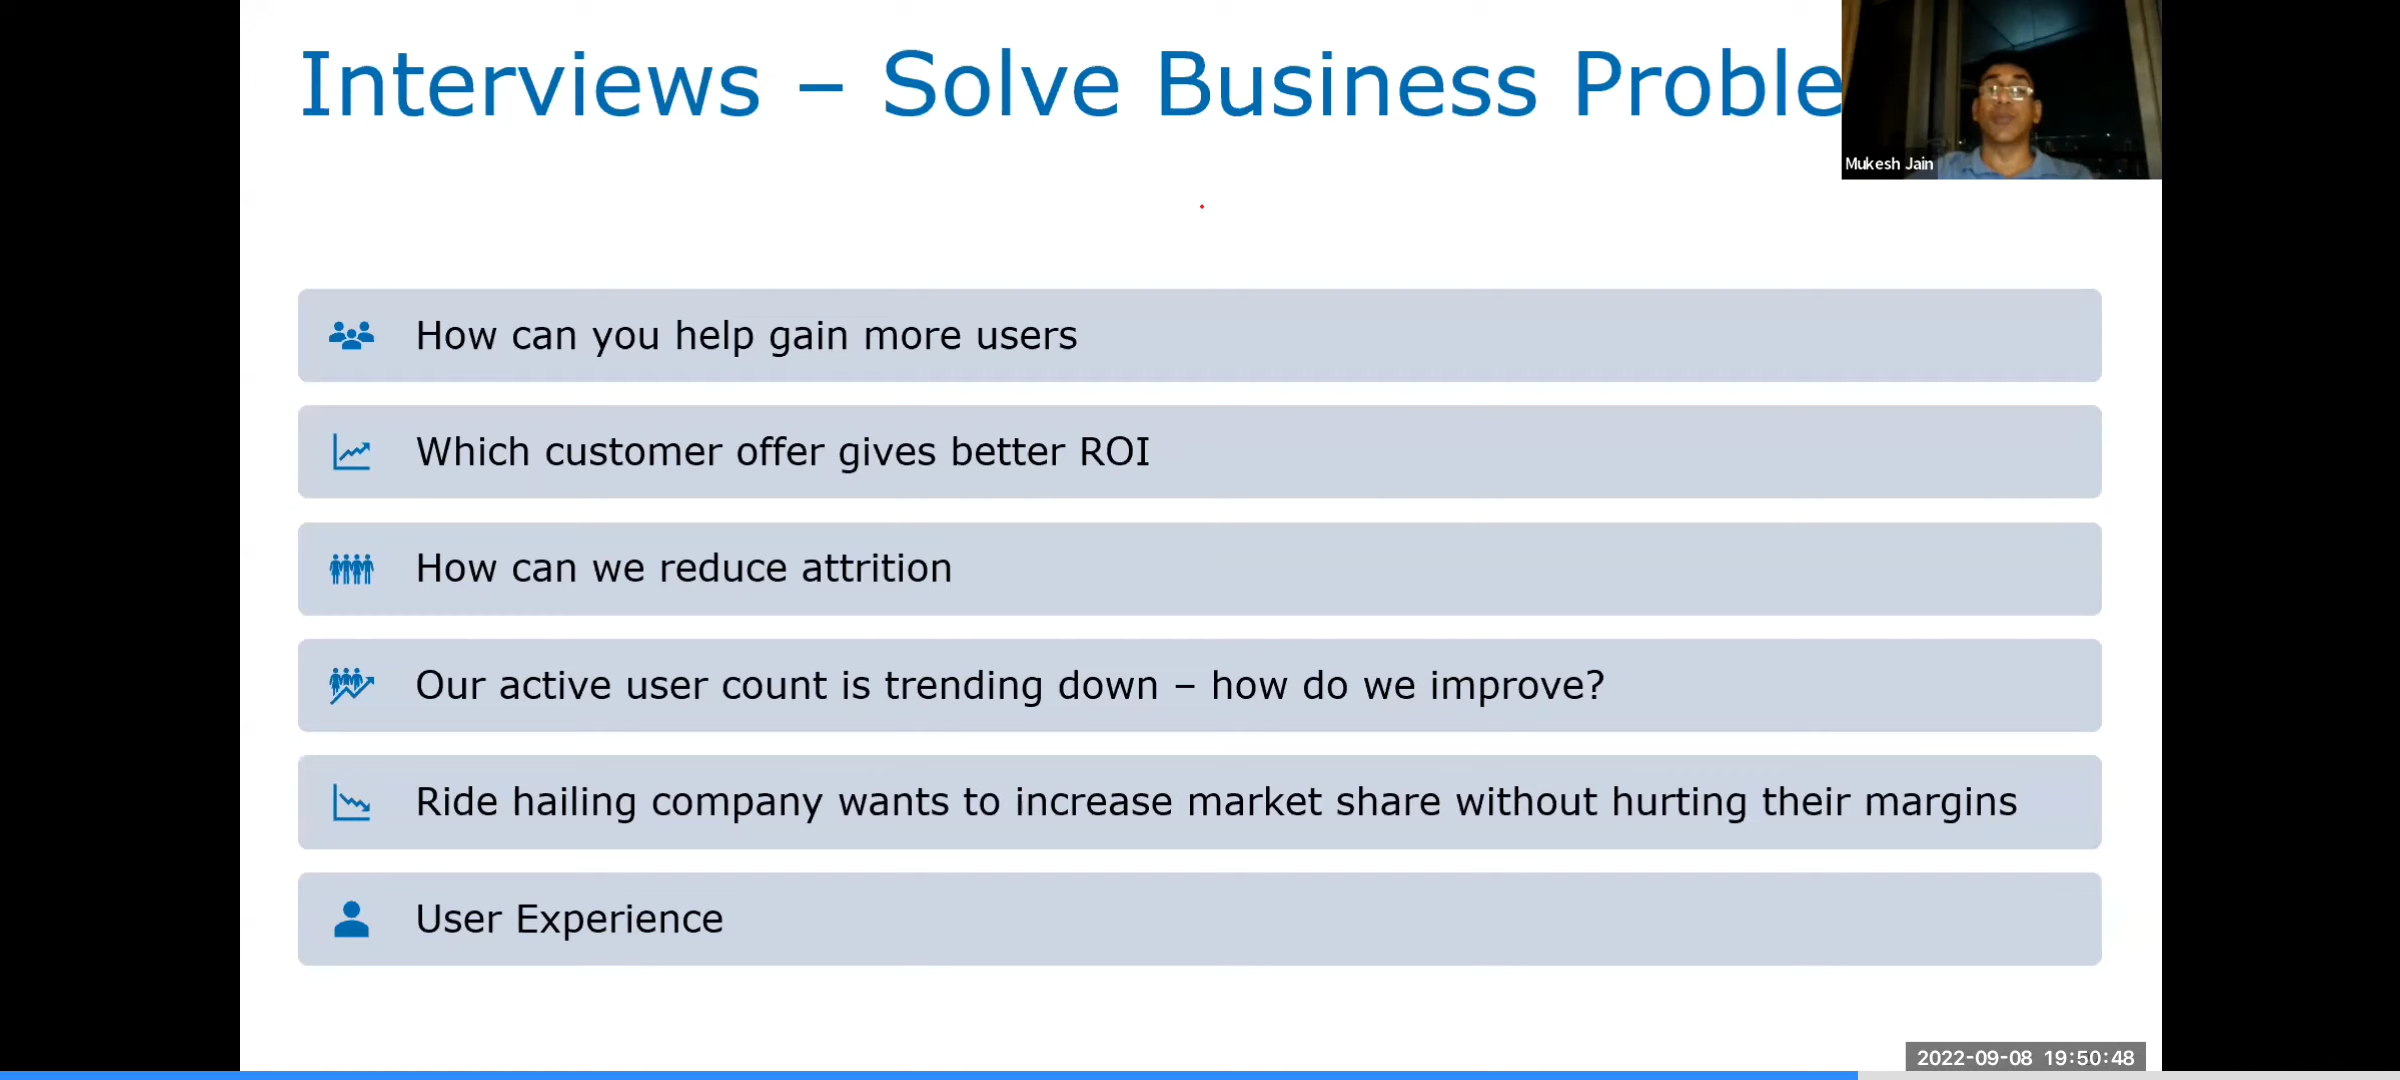 Interviews – Solve Business Proble
Mukesh Jain
How can you help gain more users
Which customer offer gives better ROI
How can we reduce attrition
Our active user count is trending down – how do we improve?
Ride hailing company wants to increase market share without hurting their margins
User Experience
2022-09-08 19:50:48